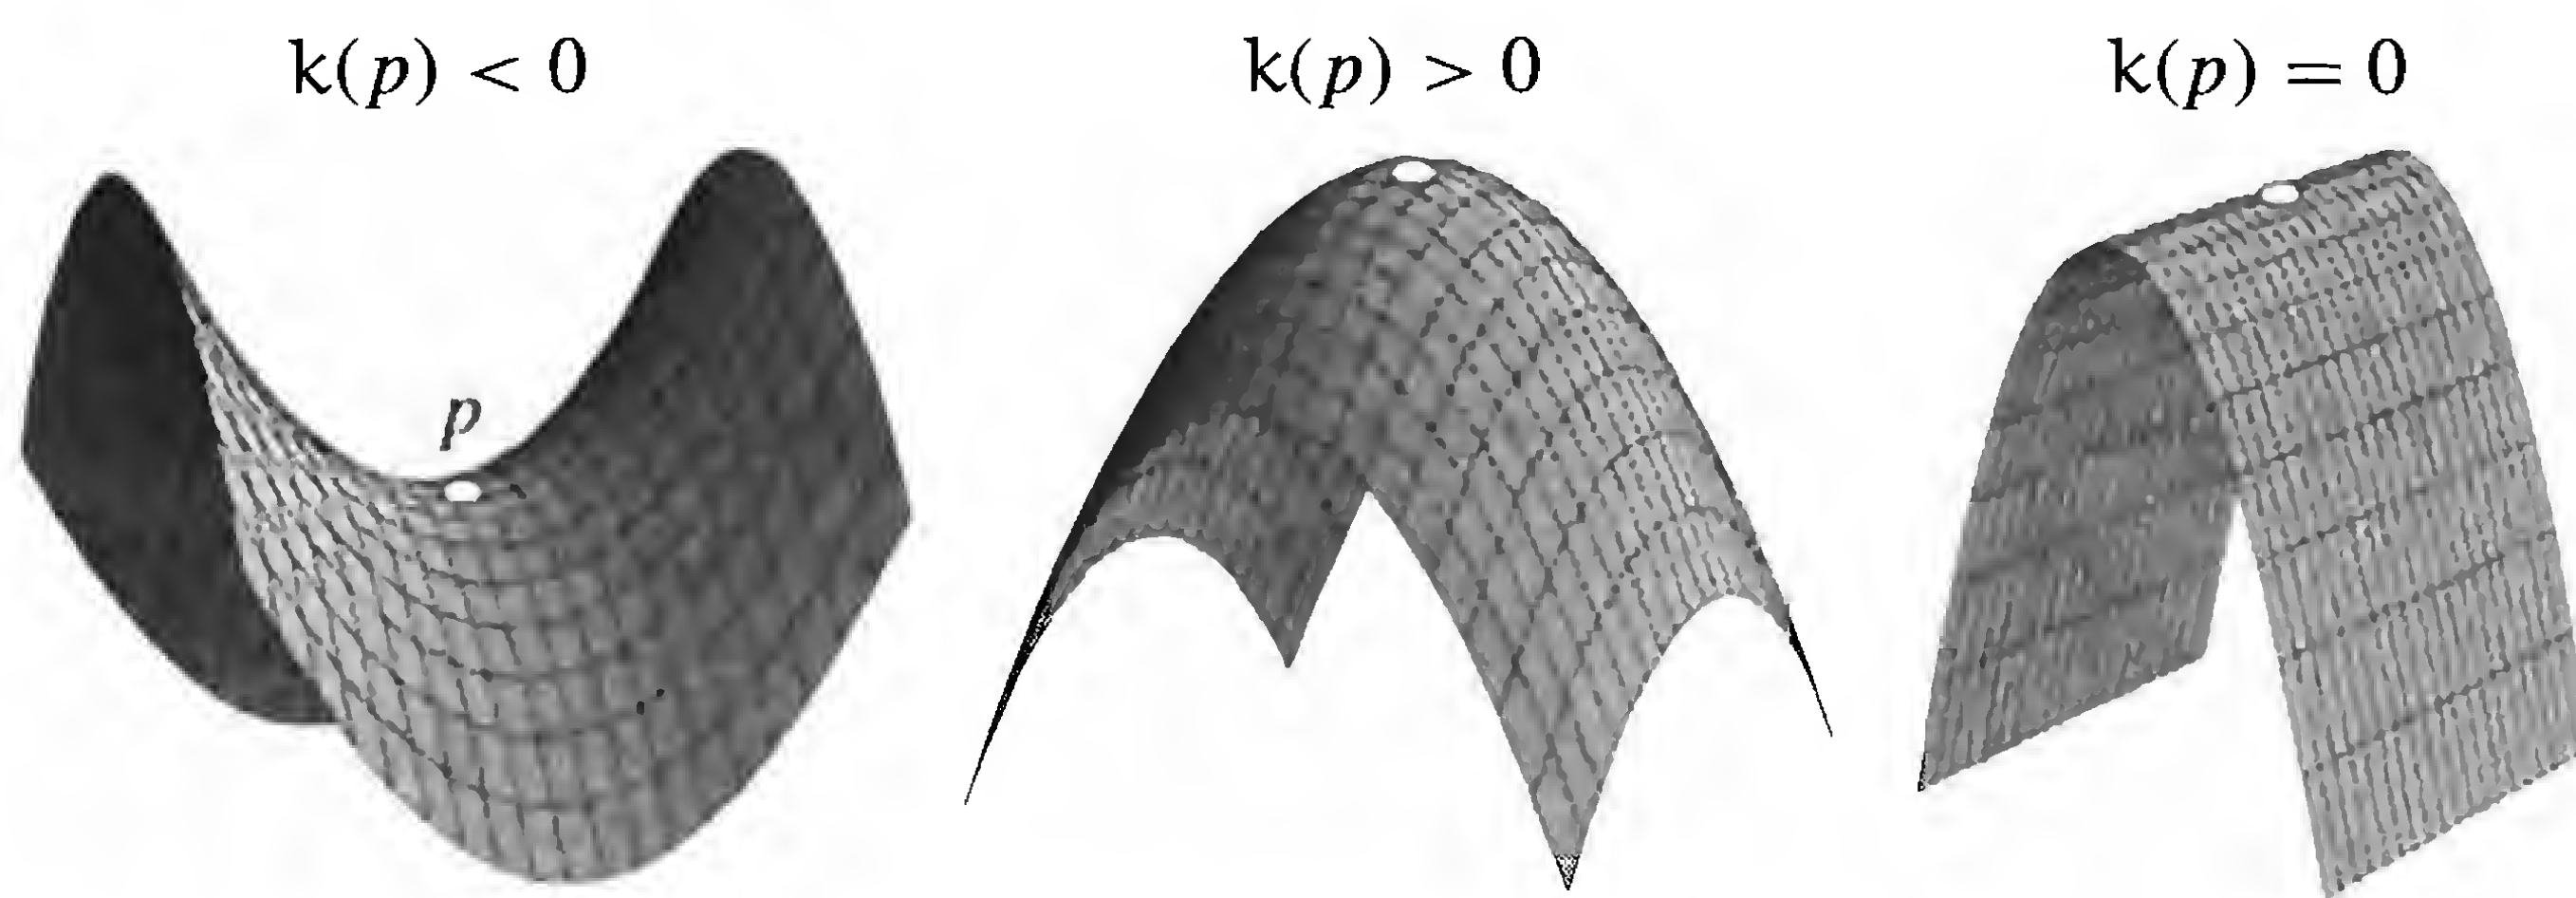 k(p) < 0
k(p) > 0
k(p) = 0
p